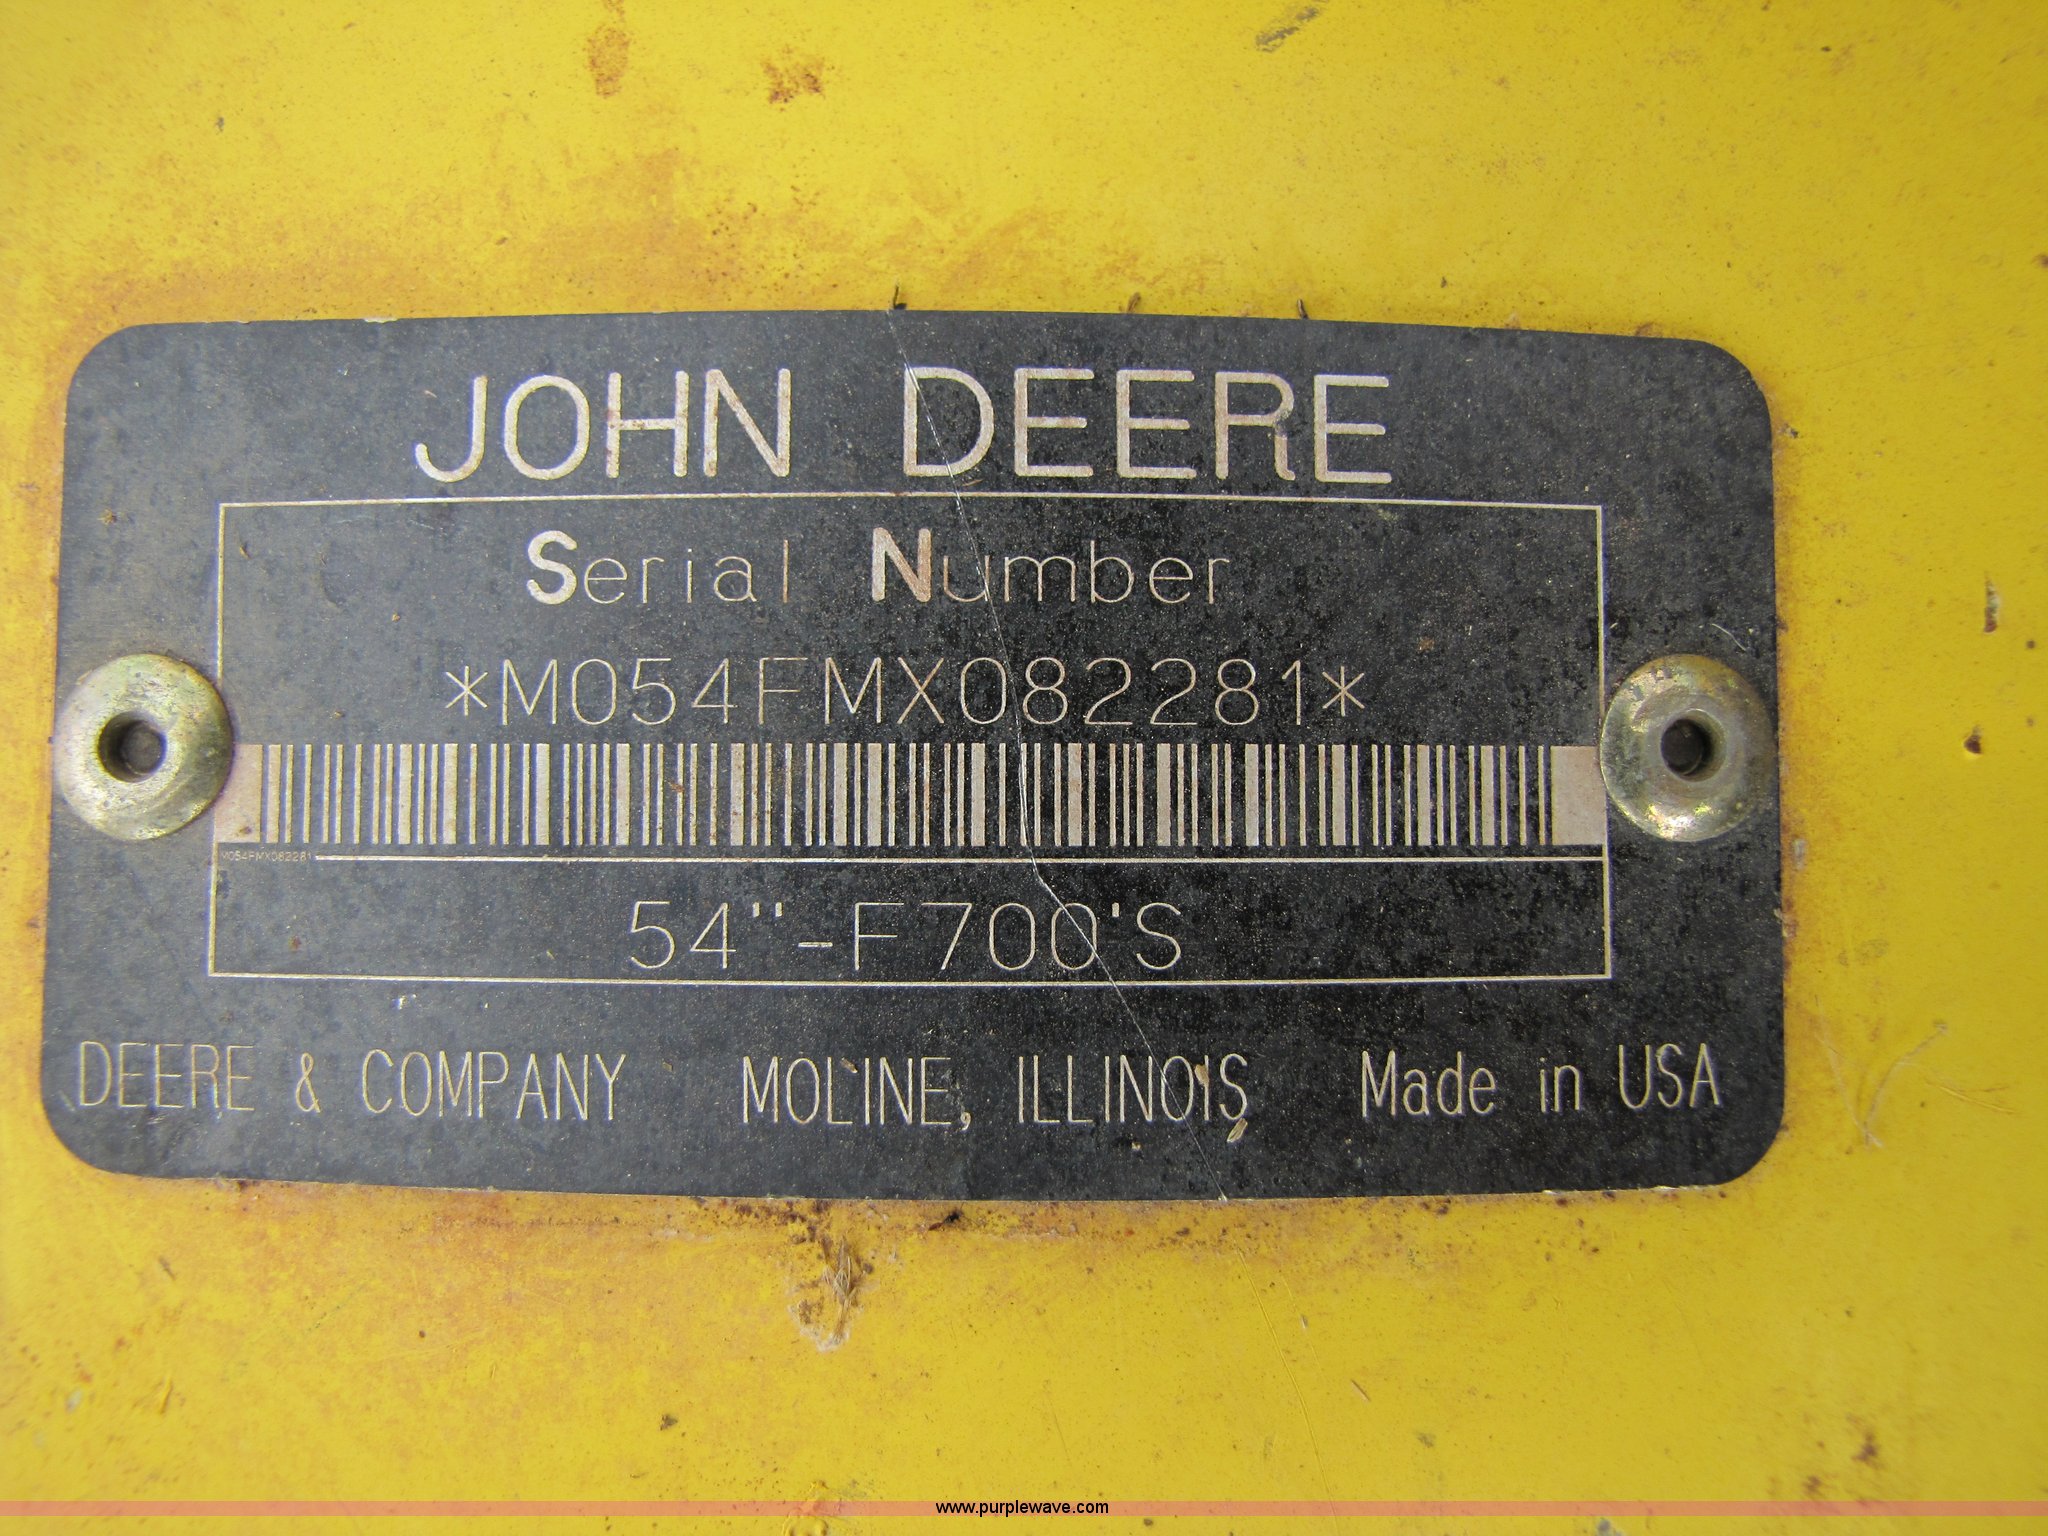 JOHN DEERE
Serial Number
*M054FMX082281*
M054FMX082281
54"-F700'S
DEERE & COMPANY MOLINE, ILLINOIS Made in USA
www.purplewave.com